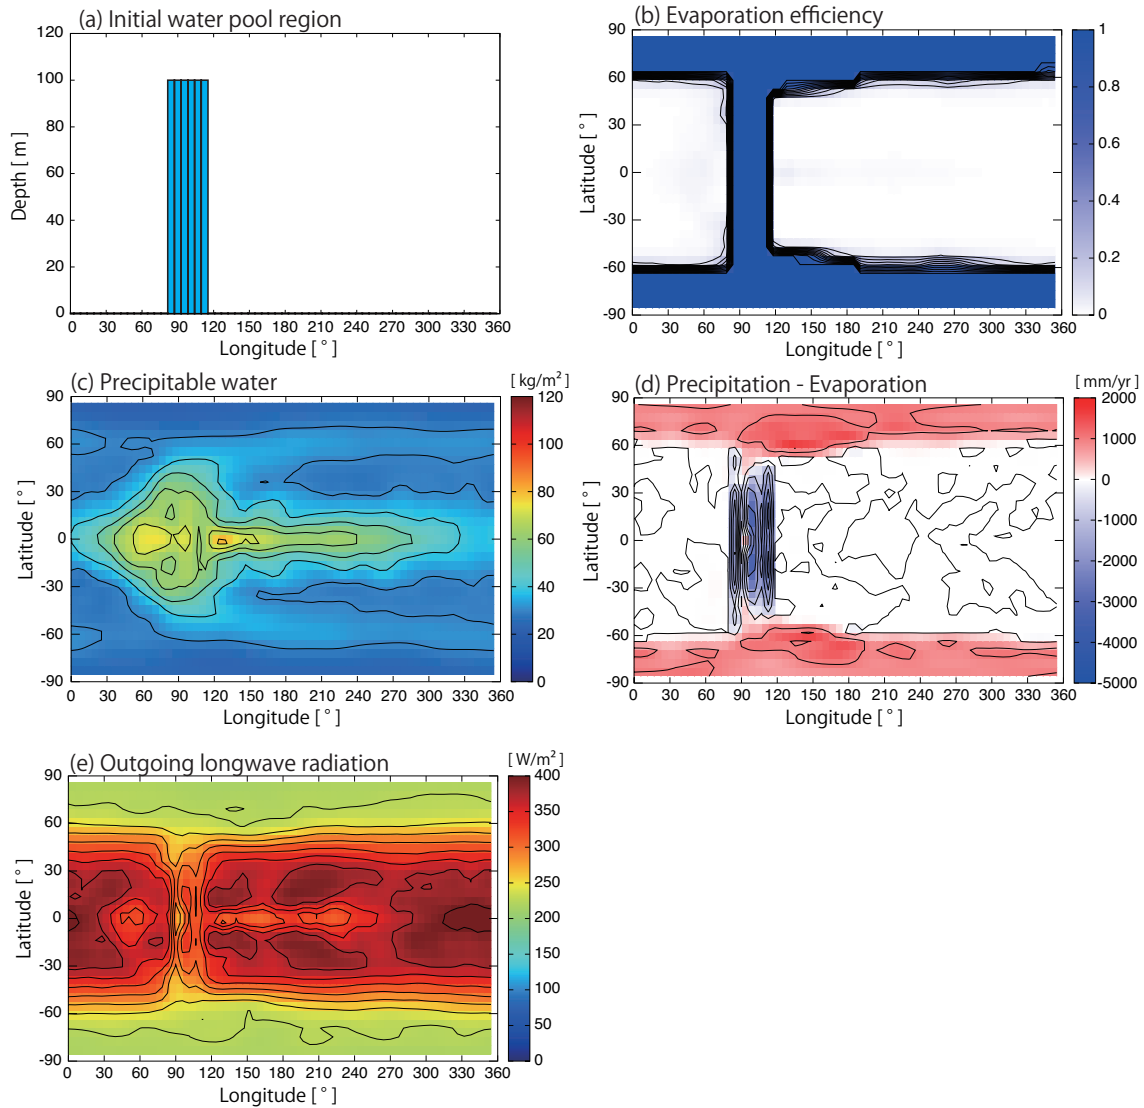 (a) Initial water pool region
120
100
80
60
40
20
0
Depth [ m ]
0 30 60 90 120 150 180 210 240 270 300 330 360
Longitude [ ° ]
(b) Evaporation efficiency
90
60
30
0
-30
-60
-90
Latitude [ ° ]
0 30 60 90 120 150 180 210 240 270 300 330 360
Longitude [ ° ]
1
0.8
0.6
0.4
0.2
0
(c) Precipitable water
[ kg/m² ]
90
60
30
0
-30
-60
-90
Latitude [ ° ]
0 30 60 90 120 150 180 210 240 270 300 330 360
Longitude [ ° ]
120
100
80
60
40
20
0
(d) Precipitation - Evaporation
[ mm/yr ]
90
60
30
0
-30
-60
-90
Latitude [ ° ]
0 30 60 90 120 150 180 210 240 270 300 330 360
Longitude [ ° ]
2000
1000
0
-1000
-2000
-3000
-4000
-5000
(e) Outgoing longwave radiation
[ W/m² ]
90
60
30
0
-30
-60
-90
Latitude [ ° ]
0 30 60 90 120 150 180 210 240 270 300 330 360
Longitude [ ° ]
400
350
300
250
200
150
100
50
0